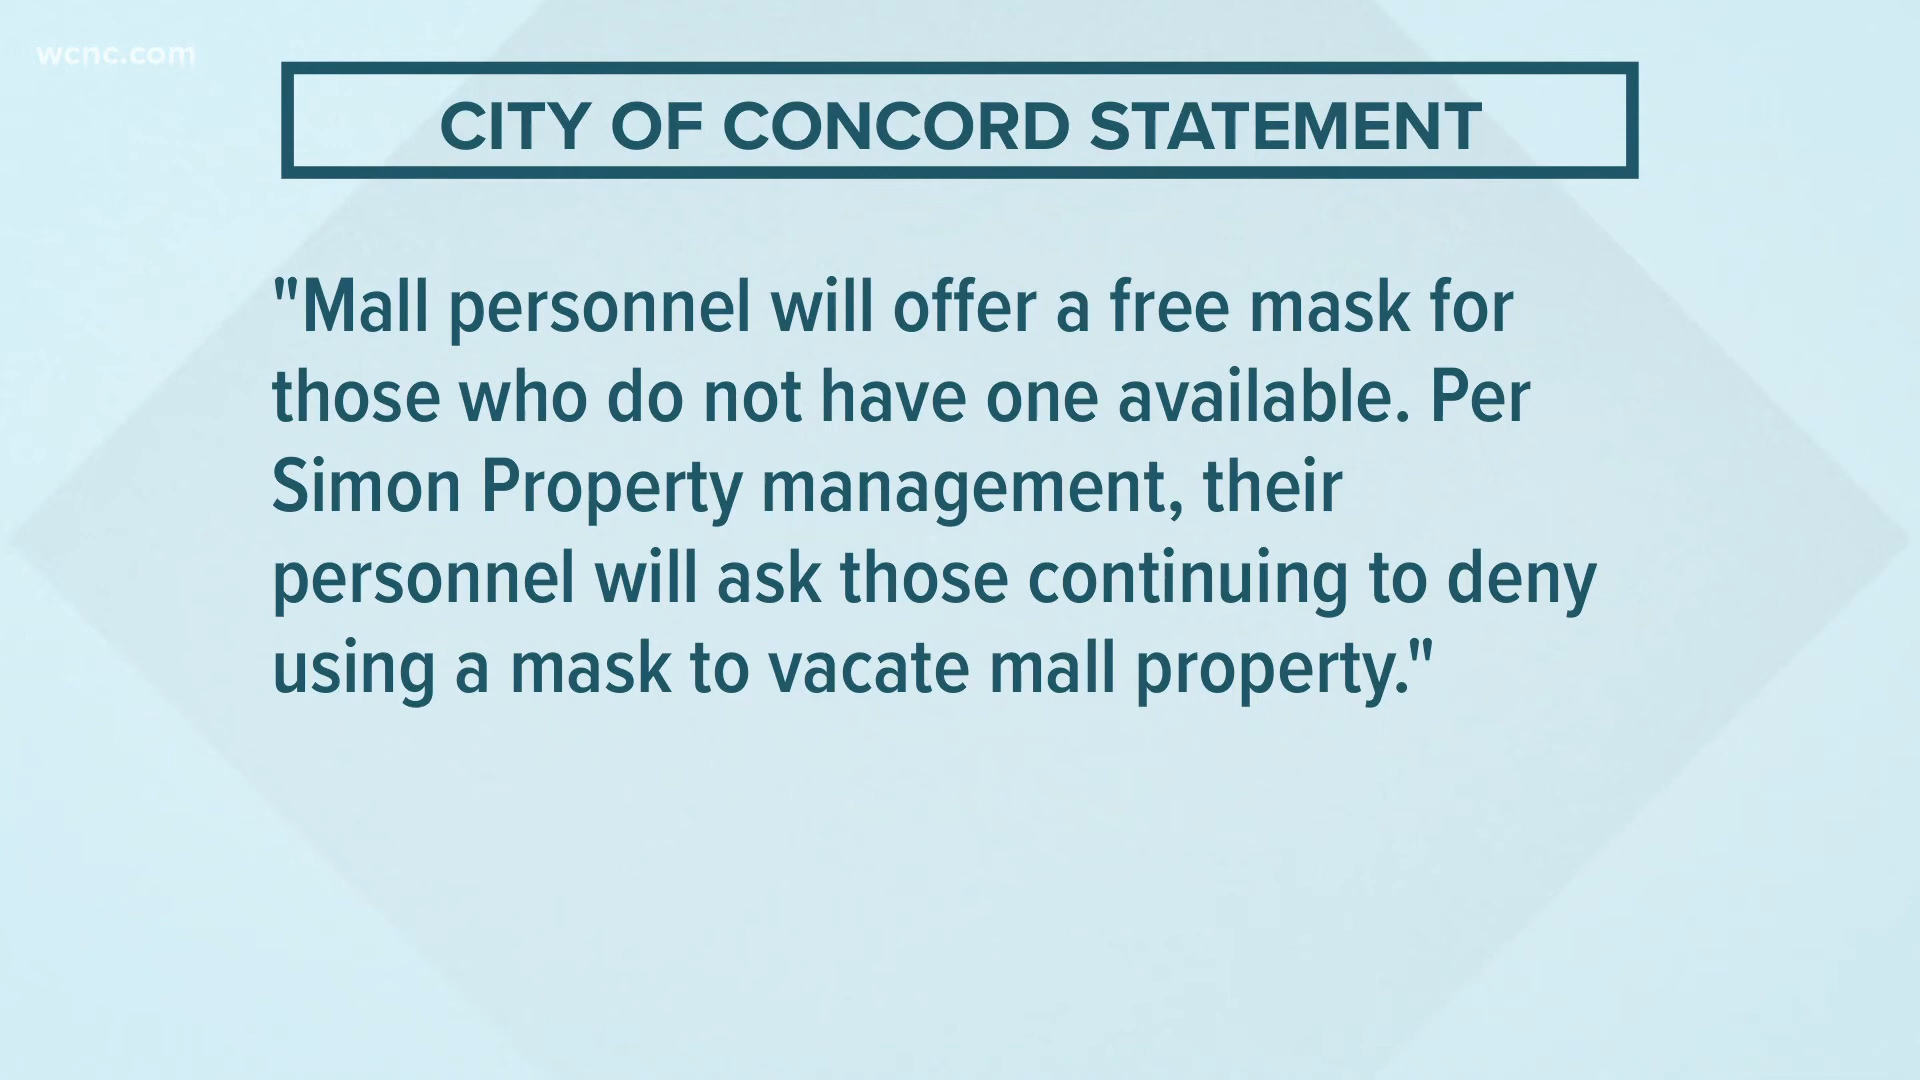 wcnc.com
CITY OF CONCORD STATEMENT
"Mall personnel will offer a free mask for
those who do not have one available. Per
Simon Property management, their
personnel will ask those continuing to deny
using a mask to vacate mall property."